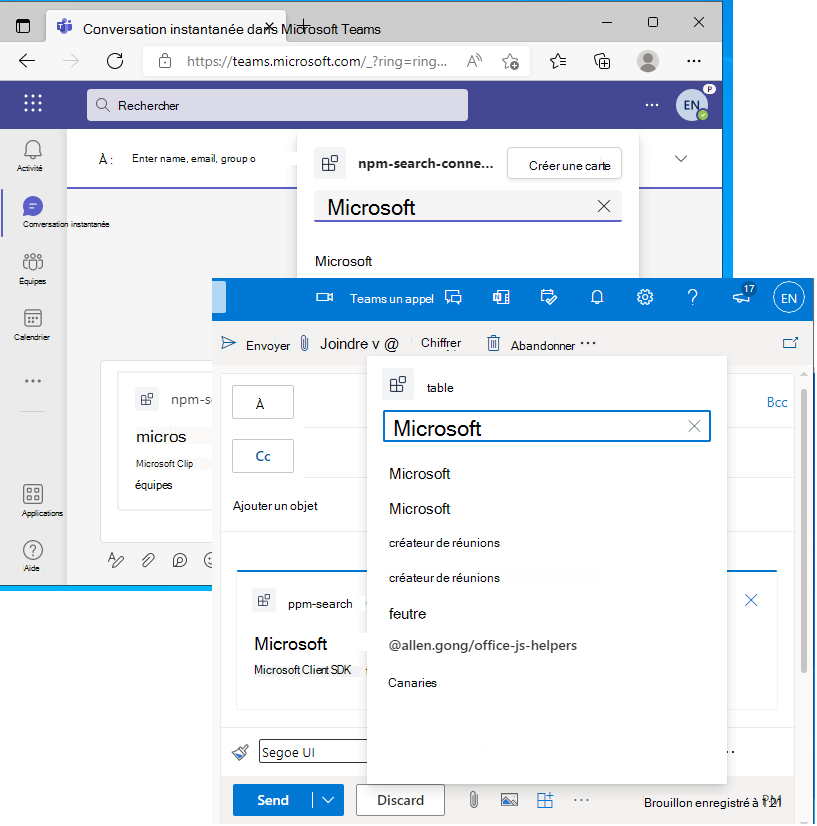 Conversation instantanée dans Microsoft Teams
https://teams.microsoft.com/_?ring=ring...
Rechercher
EN
P
Activité
Conversation instantanée
Équipes
Calendrier
Applications
Aide
À :
Enter name, email, group o
npm-search-conne...
Créer une carte
Microsoft
Microsoft
npm-s
micros
Microsoft Clip
équipes
Teams un appel
17
EN
Envoyer
Joindre v @
Chiffrer
Abandonner
À
Bcc
Cc
Ajouter un objet
table
Microsoft
Microsoft
Microsoft
créateur de réunions
créateur de réunions
feutre
@allen.gong/office-js-helpers
Canaries
ppm-search
Microsoft
Microsoft Client SDK
Segoe UI
Send
Discard
Brouillon enregistré à 1:21